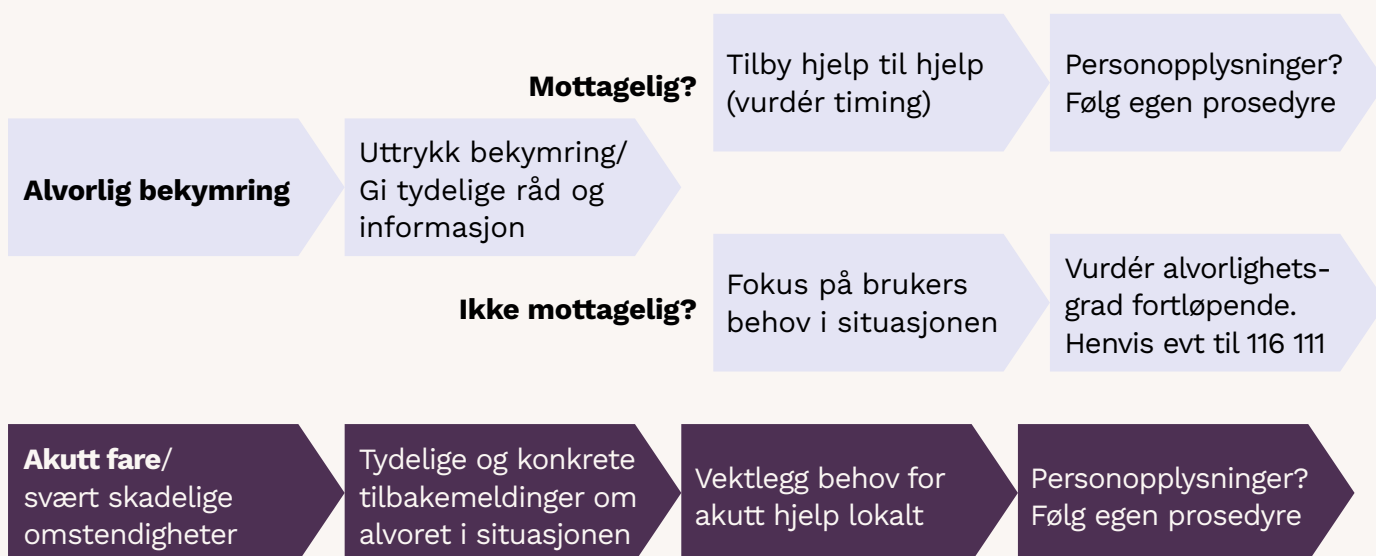 Alvorlig bekymring
Uttrykk bekymring/
Gi tydelige råd og
informasjon
Mottagelig?
Tilby hjelp til hjelp
(vurdér timing)
Personopplysninger?
Følg egen prosedyre
Ikke mottagelig?
Fokus på brukers
behov i situasjonen
Vurdér alvorlighets-
grad fortløpende.
Henvis evt til 116 111
Akutt fare/
svært skadelige
omstendigheter
Tydelige og konkrete
tilbakemeldinger om
alvoret i situasjonen
Vektlegg behov for
akutt hjelp lokalt
Personopplysninger?
Følg egen prosedyre